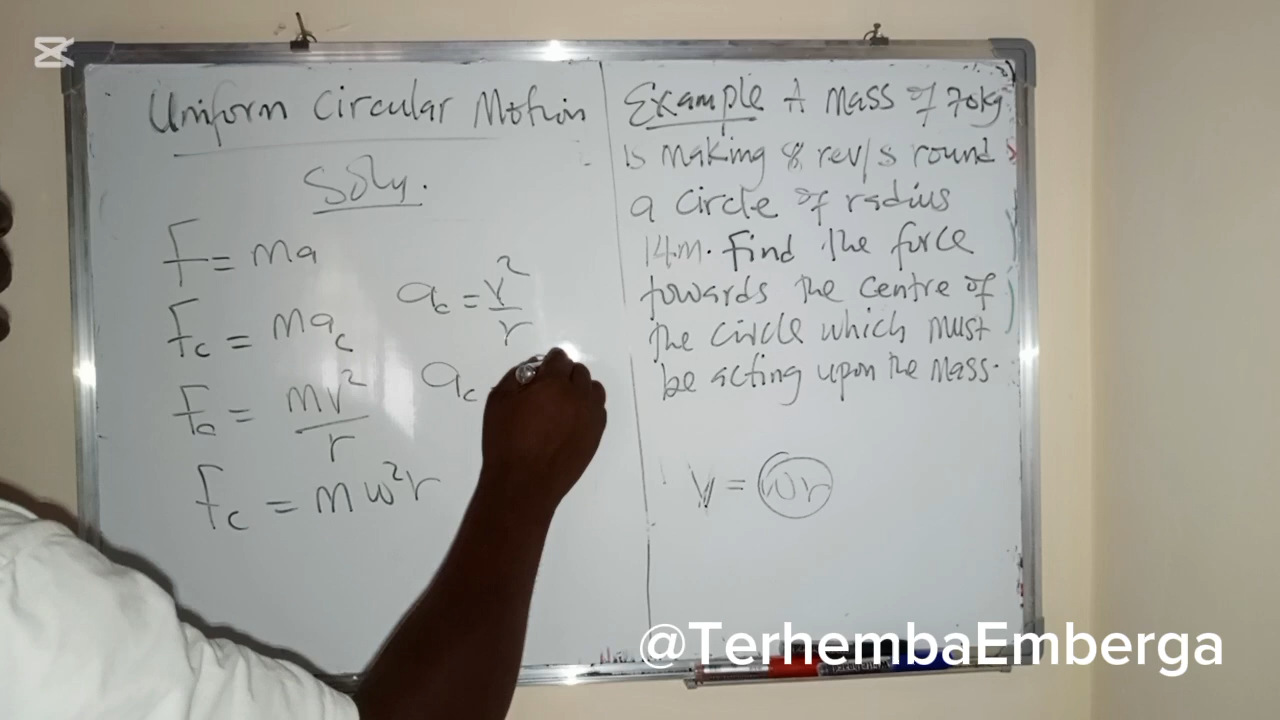 Uniform Circular Motion
Soln.
F = ma
Fc = mac
ac = v²/r
Fc = mv²/r
ac
Fc = mω²r
Example A mass of 70kg
is making 8 rev/s round
a circle of radius
14m. Find the force
towards the centre of
the circle which must
be acting upon the mass.
V = ωr
@TerhembaEmberga